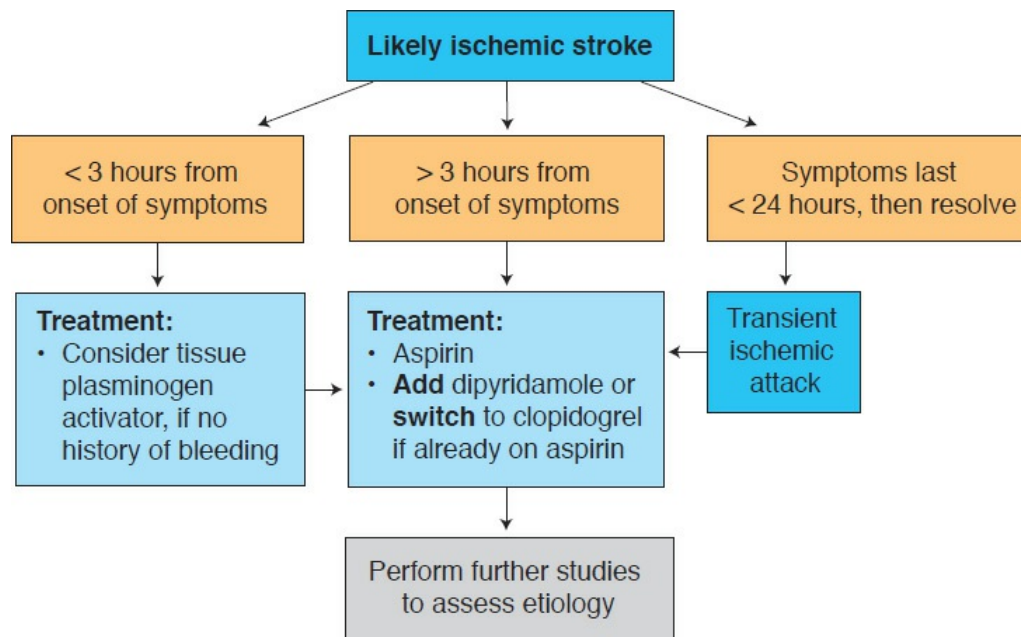 Likely ischemic stroke
< 3 hours from
onset of symptoms
> 3 hours from
onset of symptoms
Symptoms last
< 24 hours, then resolve
Treatment:
• Consider tissue
plasminogen
activator, if no
history of bleeding
Treatment:
• Aspirin
• Add dipyridamole or
switch to clopidogrel
if already on aspirin
Transient
ischemic
attack
Perform further studies
to assess etiology